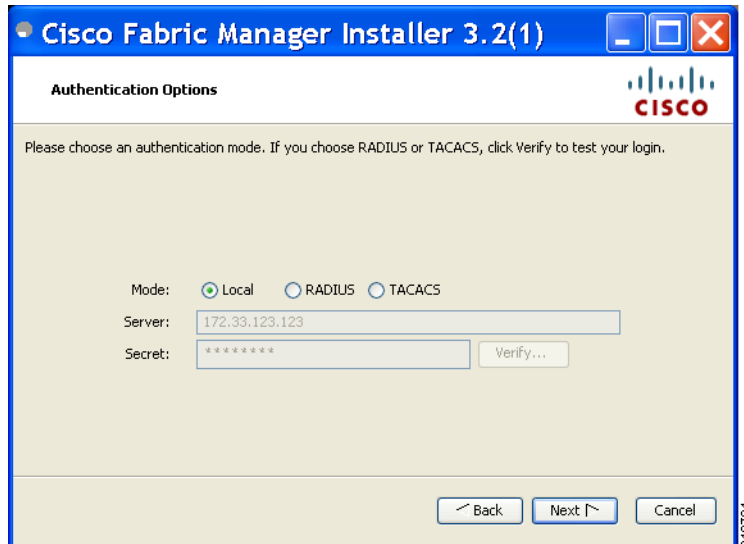 Cisco Fabric Manager Installer 3.2(1)
Authentication Options
CISCO
Please choose an authentication mode. If you choose RADIUS or TACACS, click Verify to test your login.
Mode: Local RADIUS TACACS
Server: 172.33.123.123
Secret: ******** Verify...
Back Next Cancel